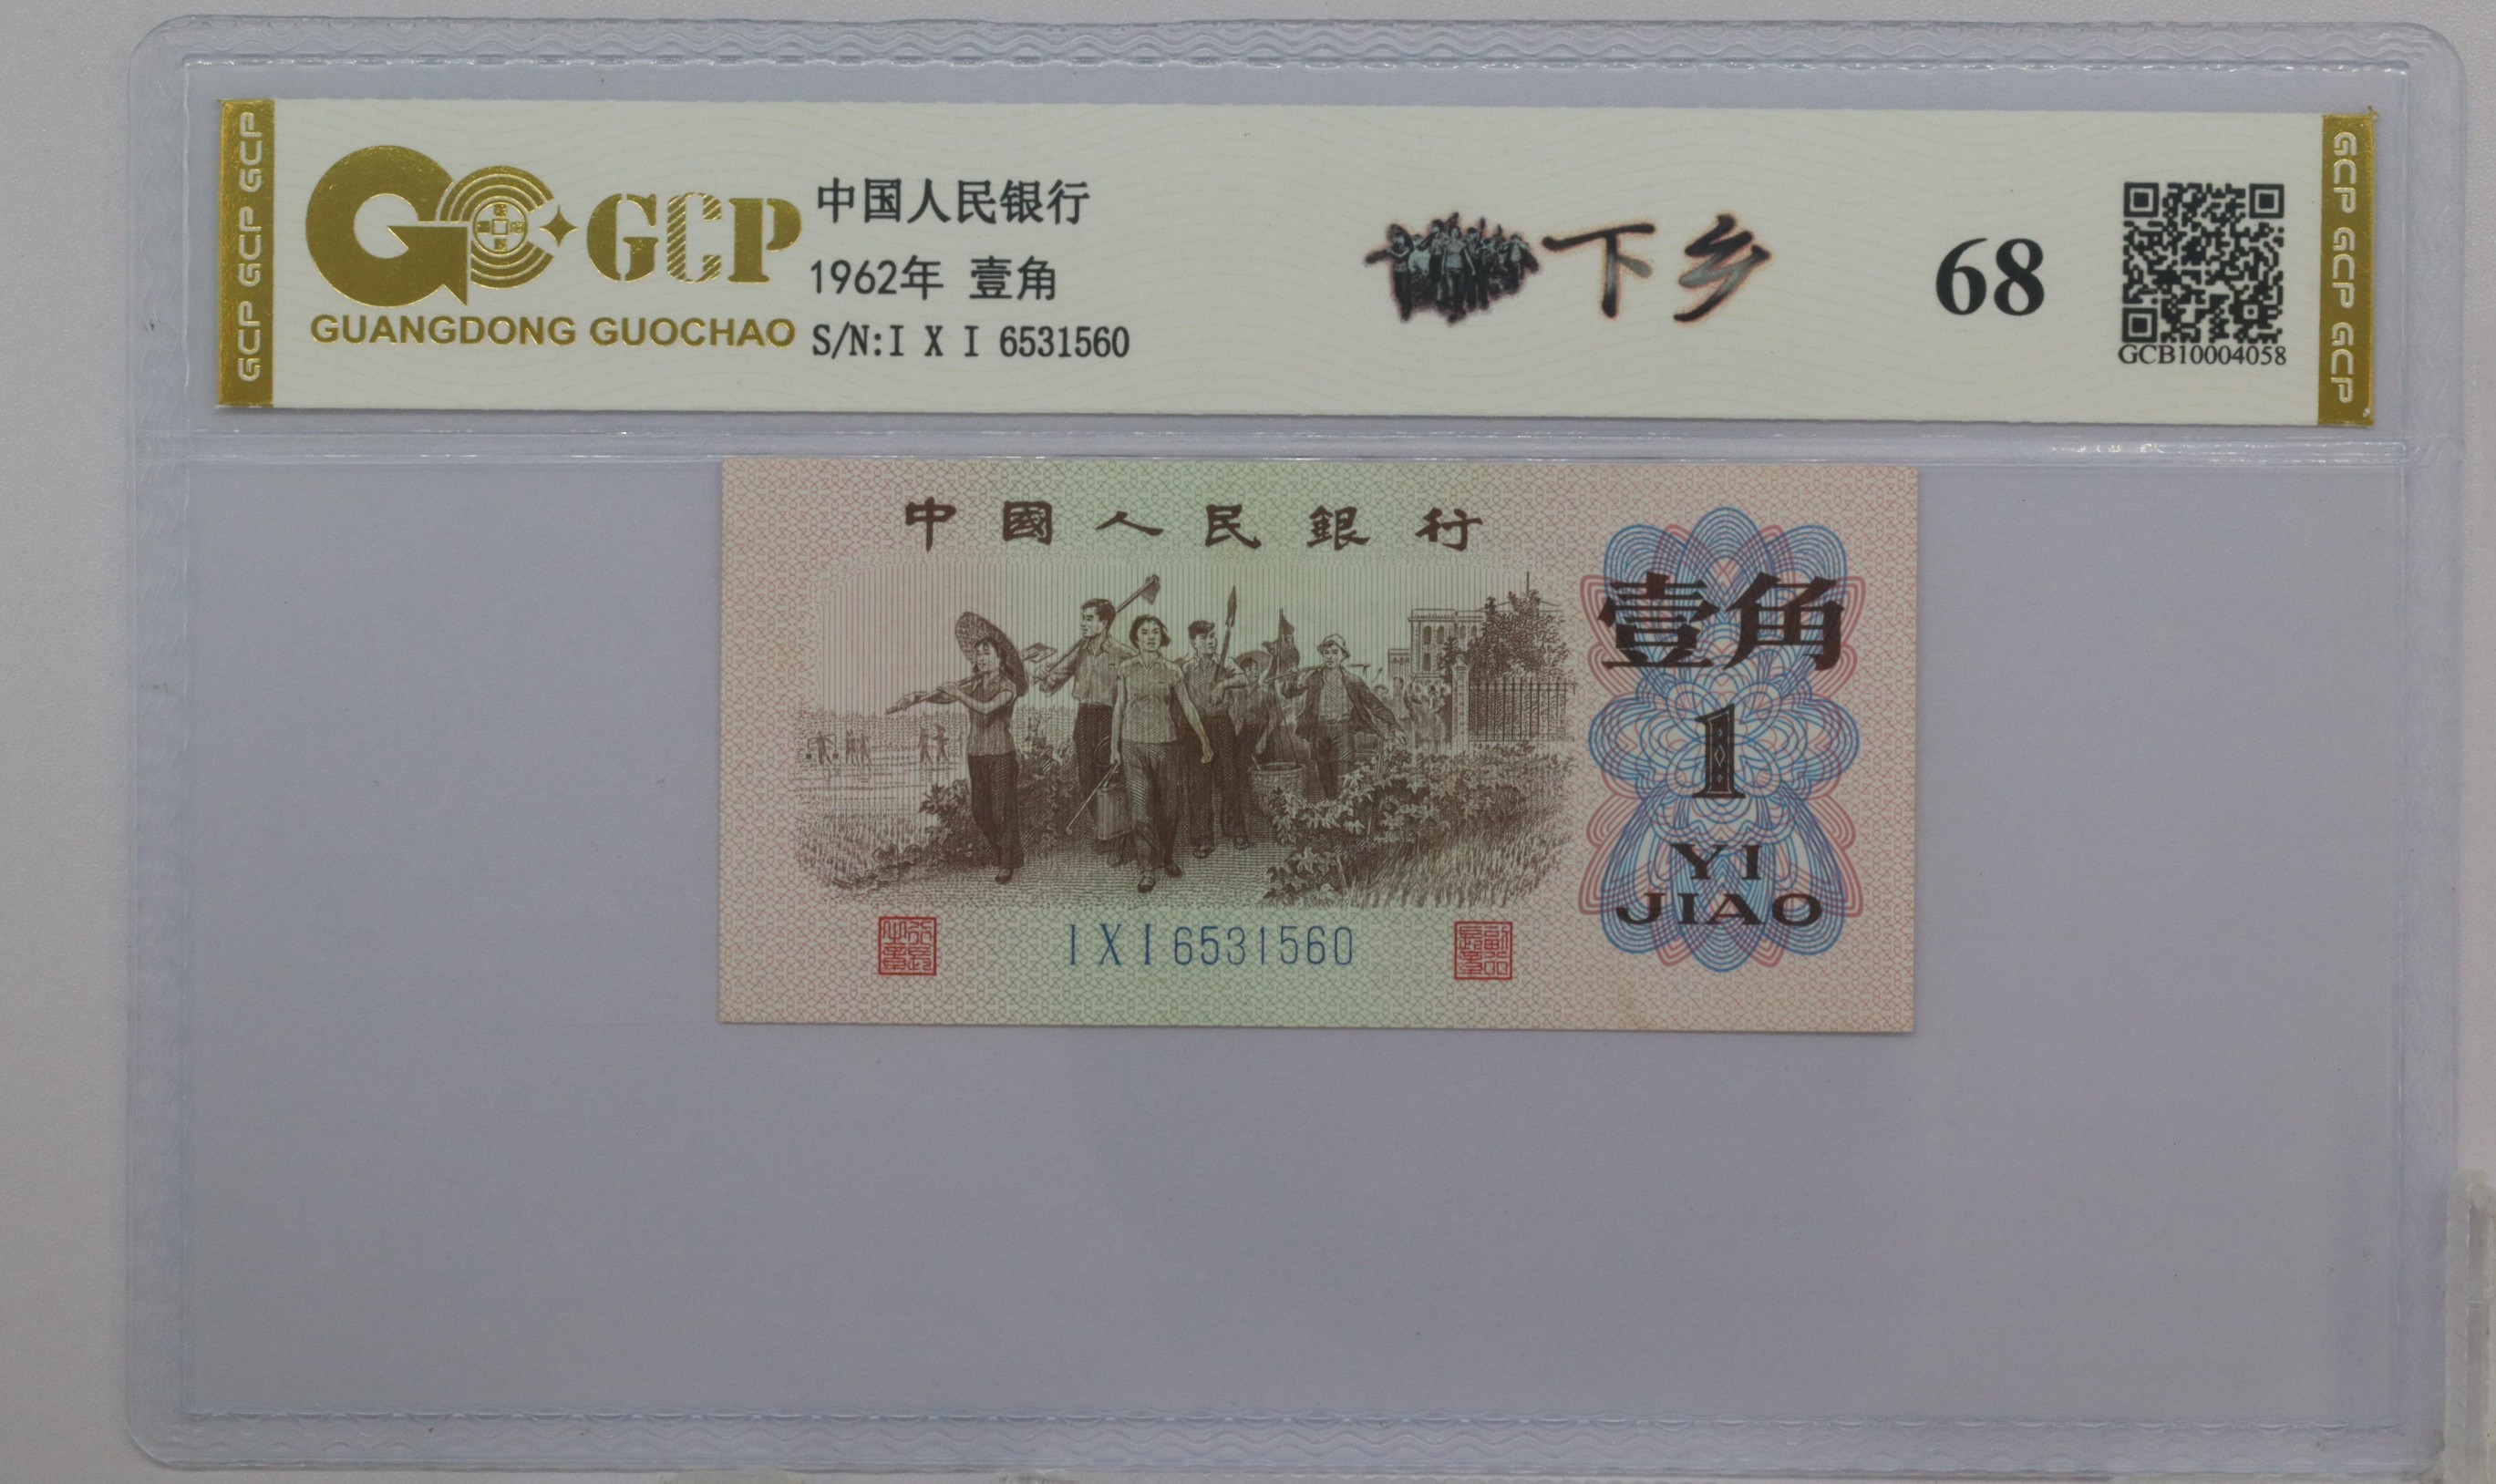 GCP GCP GCP
GCP
GUANGDONG GUOCHAO
中国人民银行
1962年 壹角
S/N:I X I 6531560
下乡
68
GCB10004058
GCP GCP GCP
中國人民銀行
壹角
1
YI
JIAO
I X I 6531560